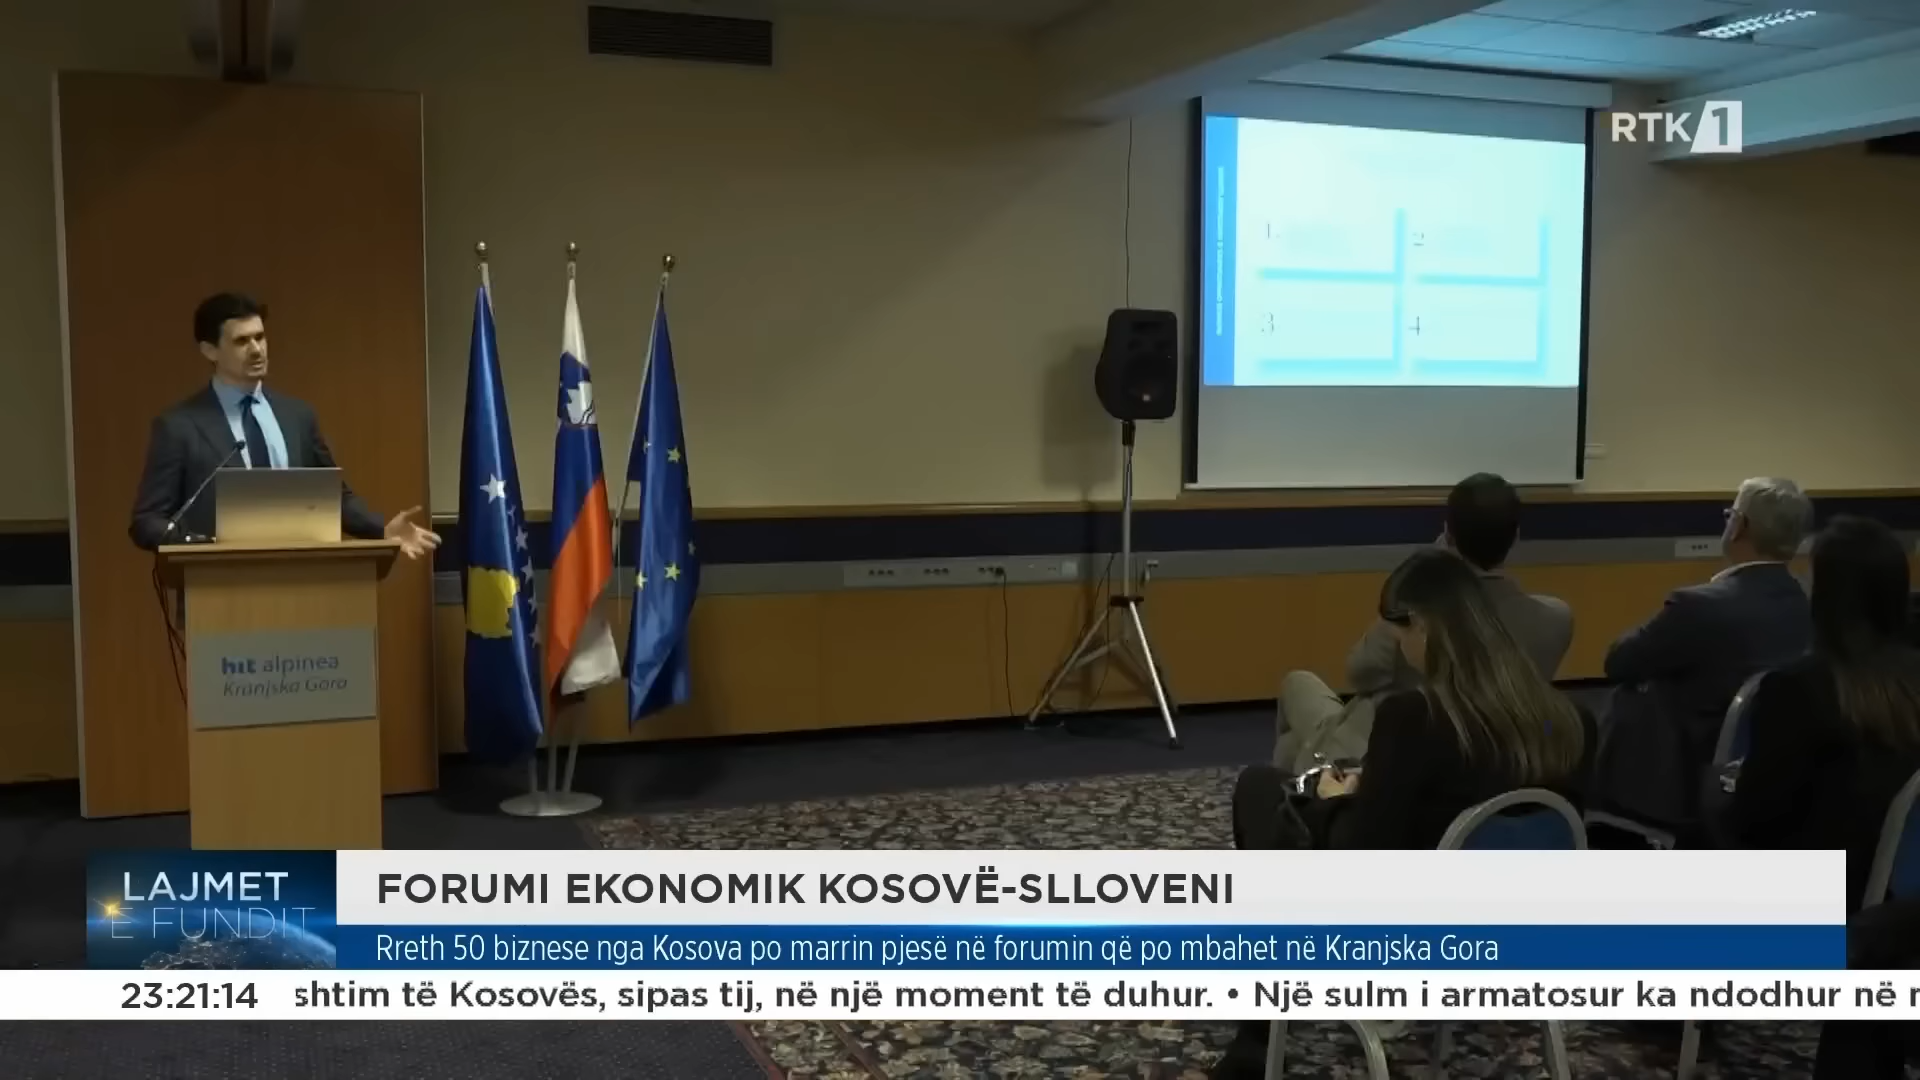 RTK 1
1
2
3
4
hit alpinea
Kranjska Gora
LAJMET
E FUNDIT
FORUMI EKONOMIK KOSOVË-SLLOVENI
Rreth 50 biznese nga Kosova po marrin pjesë në forumin që po mbahet në Kranjska Gora
23:21:14 shtim të Kosovës, sipas tij, në një moment të duhur. • Një sulm i armatosur ka ndodhur në